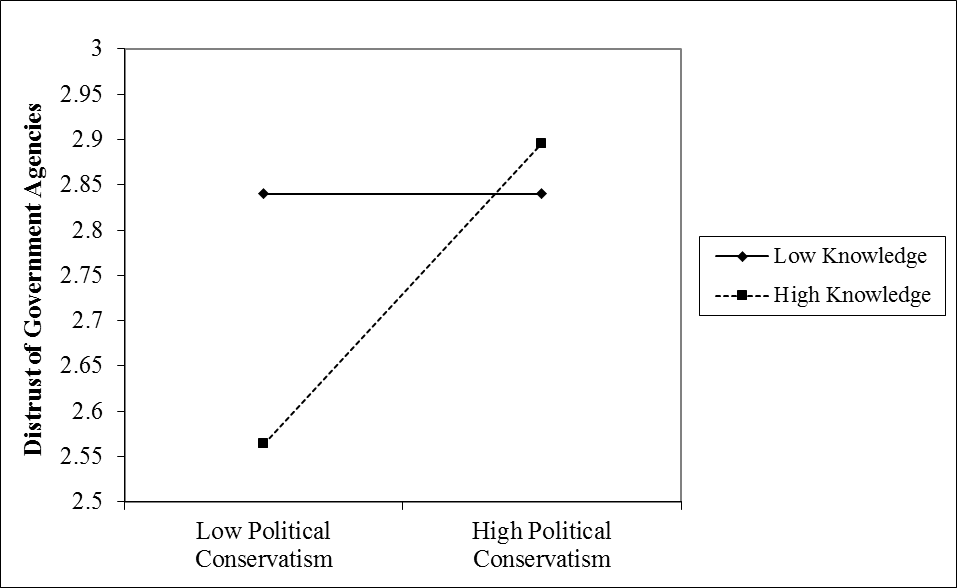 Distrust of Government Agencies
3
2.95
2.9
2.85
2.8
2.75
2.7
2.65
2.6
2.55
2.5
Low Political
Conservatism
High Political
Conservatism
Low Knowledge
High Knowledge